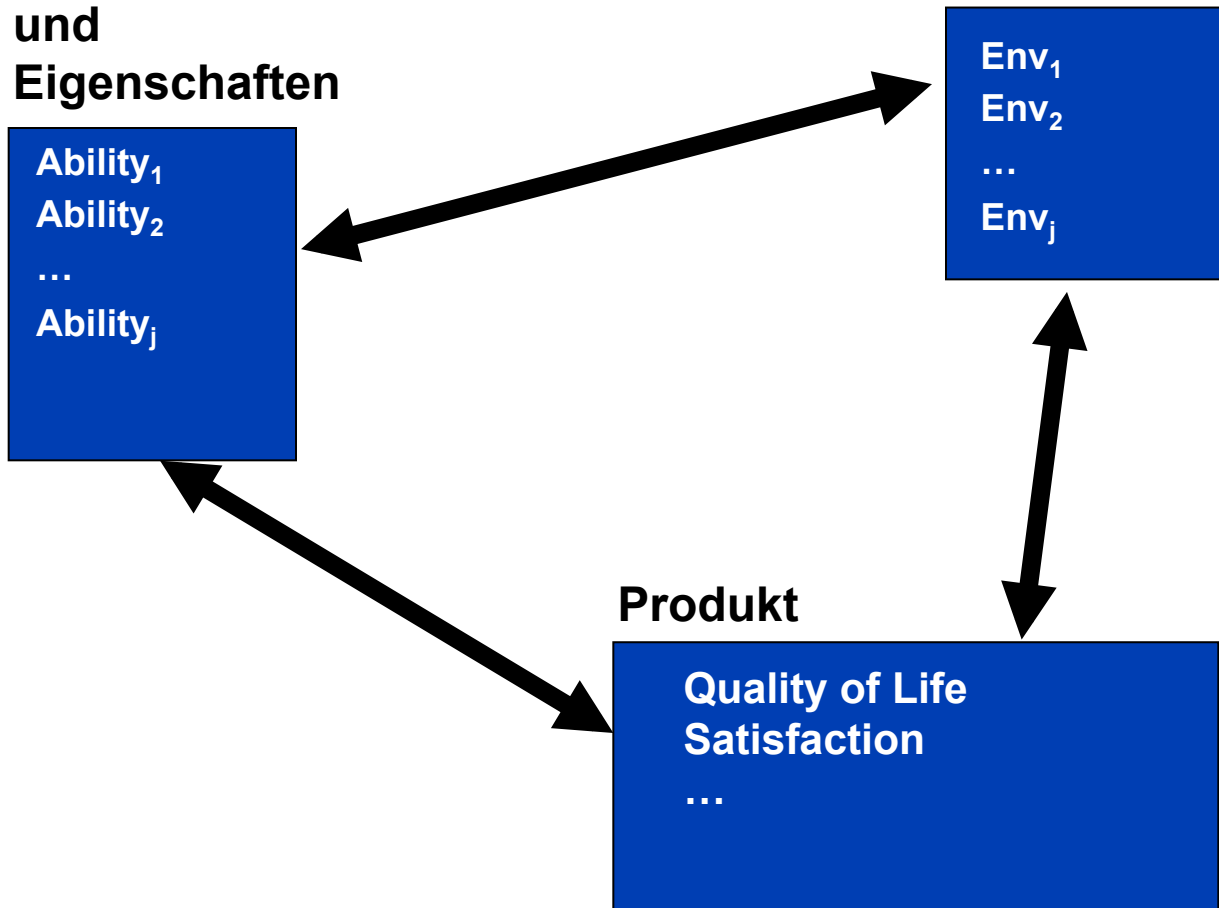 und
Eigenschaften
Ability₁
Ability₂
…
Abilityⱼ
Env₁
Env₂
…
Envⱼ
Produkt
Quality of Life
Satisfaction
…